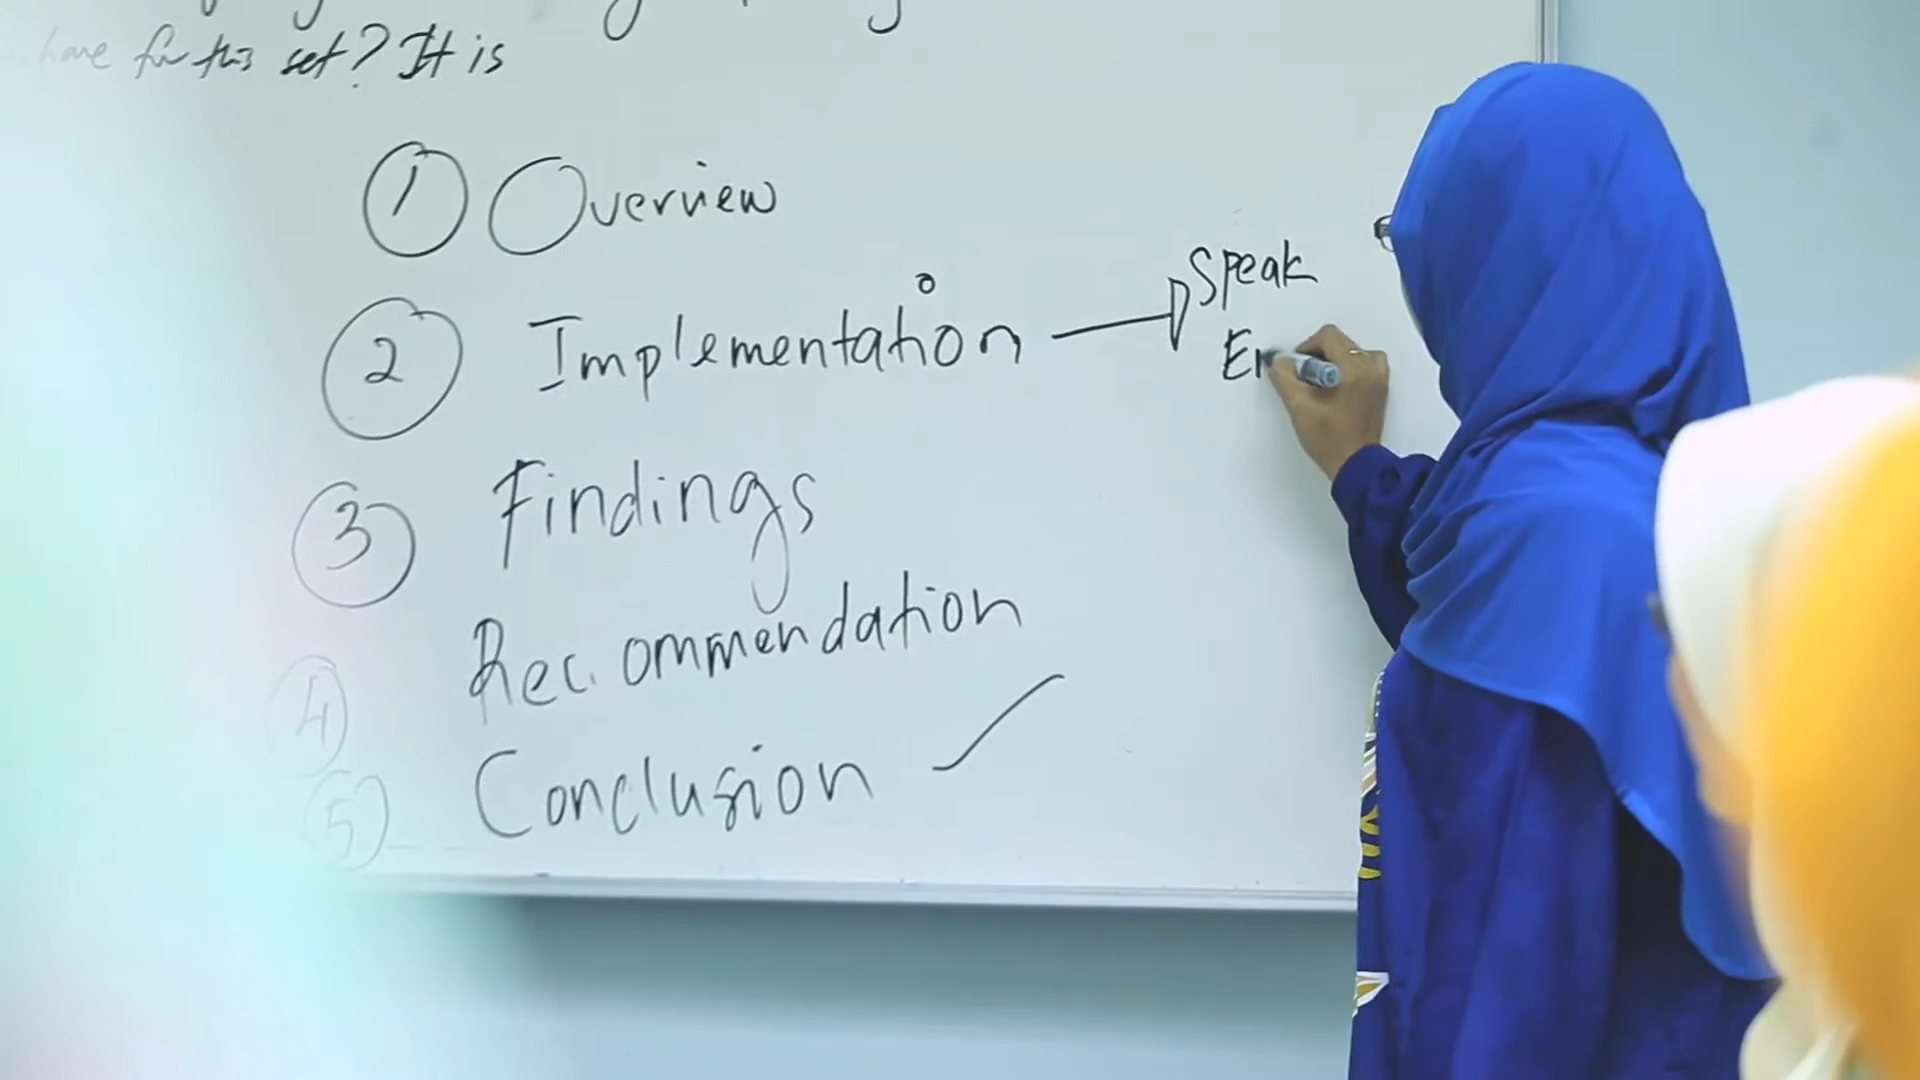 have for this set? It is
1 Overview
2 Implementation → Speak
3 Findings
4 Recommendation
5 Conclusion ✓